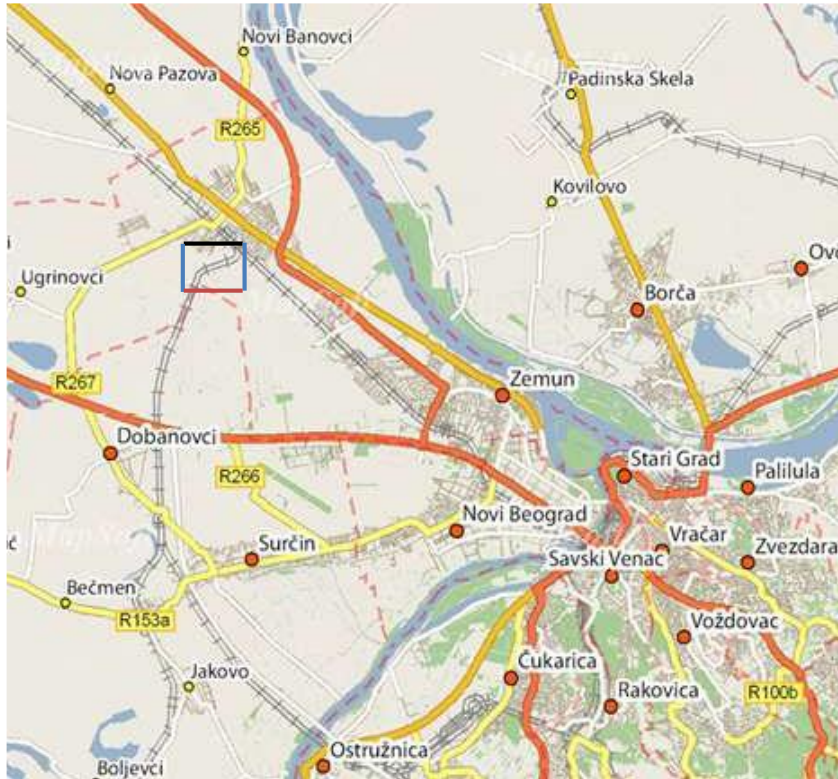 Novi Banovci
Nova Pazova
Padinska Skela
R265
Kovilovo
Ugrinovci
Borča
R267
Zemun
Dobanovci
Stari Grad
R266
Palilula
Novi Beograd
Vračar
Surčin
Savski Venac
Zvezdara
Bečmen
R153a
Voždovac
Čukarica
Jakovo
Rakovica
R100b
Ostružnica
Boljevci